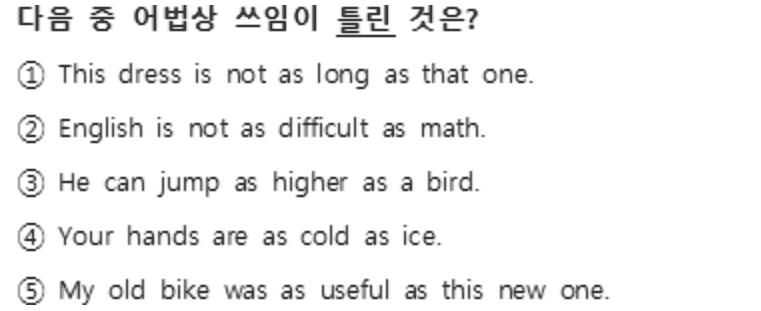 다음 중 어법상 쓰임이 틀린 것은?
① This dress is not as long as that one.
② English is not as difficult as math.
③ He can jump as higher as a bird.
④ Your hands are as cold as ice.
⑤ My old bike was as useful as this new one.